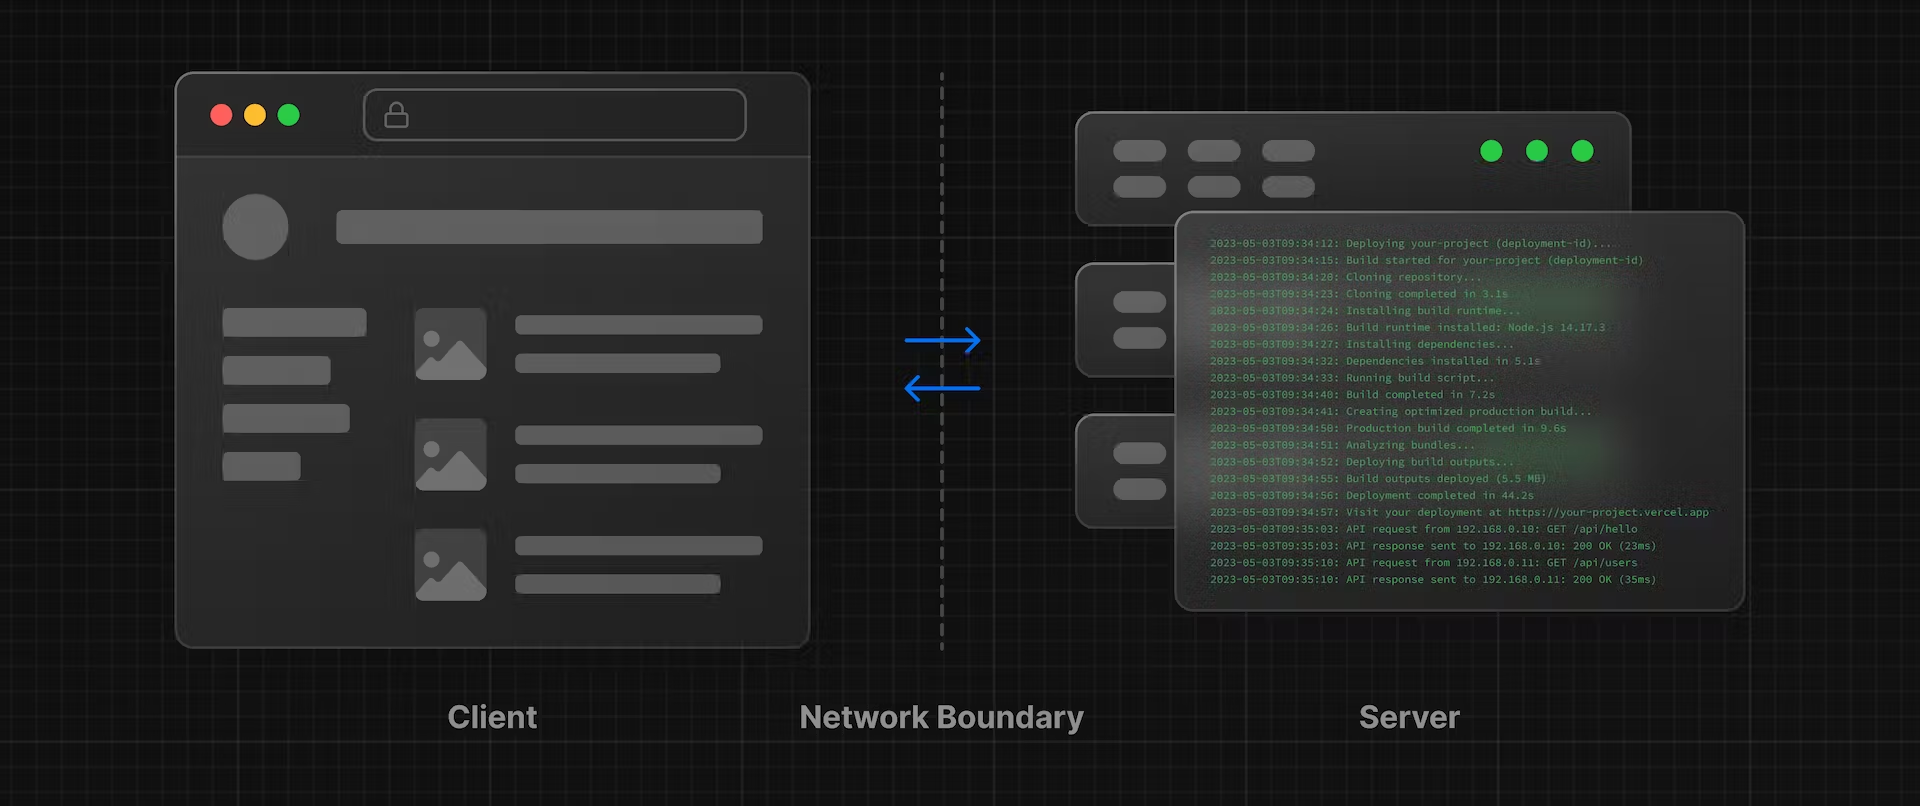 2023-05-03T09:34:12: Deploying your-project (deployment-id)....
2023-05-03T09:34:15: Build started for your-project (deployment-id)
2023-05-03T09:34:20: Cloning repository...
2023-05-03T09:34:23: Cloning completed in 3.1s
2023-05-03T09:34:24: Installing build runtime...
2023-05-03T09:34:26: Build runtime installed: Node.js 14.17.3
2023-05-03T09:34:27: Installing dependencies...
2023-05-03T09:34:32: Dependencies installed in 5.1s
2023-05-03T09:34:33: Running build script...
2023-05-03T09:34:40: Build completed in 7.2s
2023-05-03T09:34:41: Creating optimized production build...
2023-05-03T09:34:50: Production build completed in 9.6s
2023-05-03T09:34:51: Analyzing bundles...
2023-05-03T09:34:52: Deploying build outputs...
2023-05-03T09:34:55: Build outputs deployed (5.5 MB)
2023-05-03T09:34:56: Deployment completed in 44.2s
2023-05-03T09:34:57: Visit your deployment at https://your-project.vercel.app
2023-05-03T09:35:03: API request from 192.168.0.10: GET /api/hello
2023-05-03T09:35:03: API response sent to 192.168.0.10: 200 OK (23ms)
2023-05-03T09:35:10: API request from 192.168.0.11: GET /api/users
2023-05-03T09:35:10: API response sent to 192.168.0.11: 200 OK (35ms)
Client
Network Boundary
Server